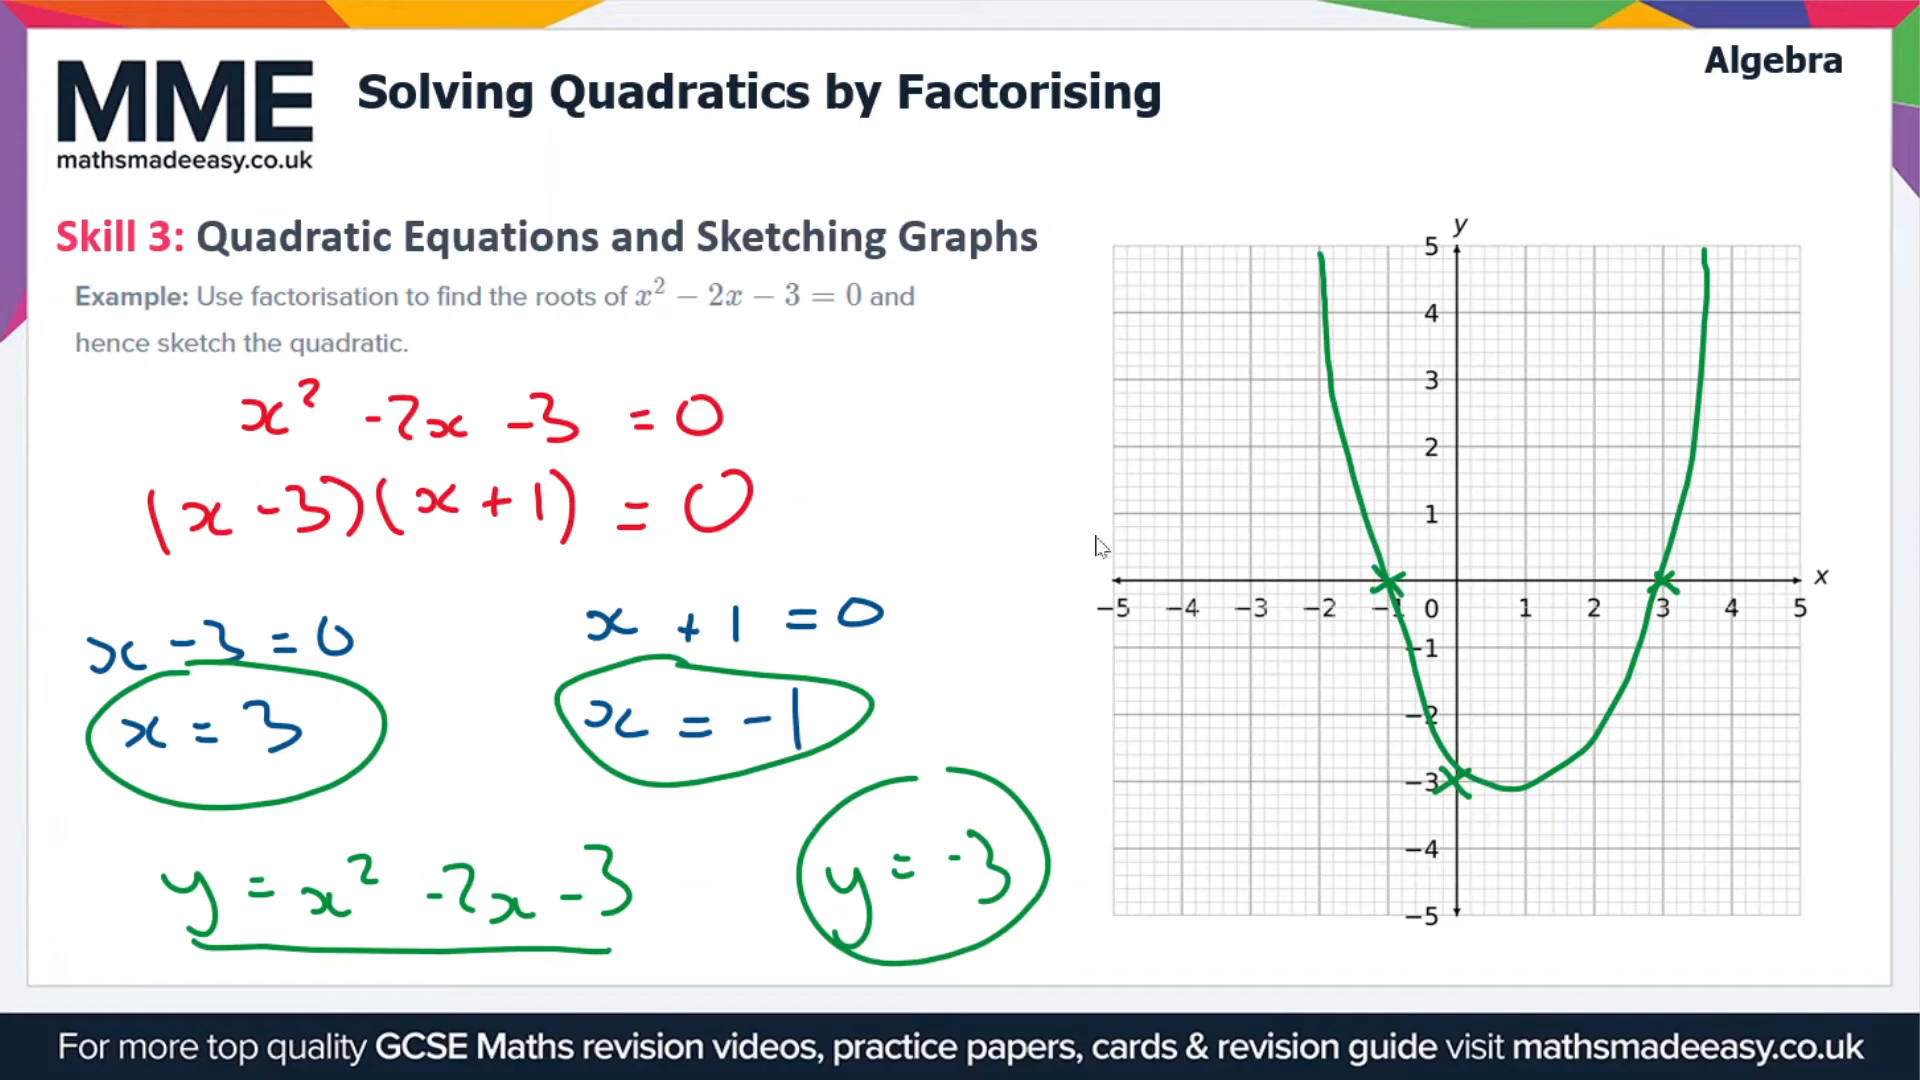 Algebra
MME
mathsmadeeasy.co.uk
Solving Quadratics by Factorising
Skill 3: Quadratic Equations and Sketching Graphs
Example: Use factorisation to find the roots of x² − 2x − 3 = 0 and
hence sketch the quadratic.
x² -2x -3 = 0
(x -3)(x +1) = 0
x -3 = 0
x + 1 = 0
x = 3
x = -1
y = x² -2x -3
y = -3
y
5
4
3
2
1
x
−5 −4 −3 −2 −1 0 1 2 3 4 5
−1
−2
−3
−4
−5
For more top quality GCSE Maths revision videos, practice papers, cards & revision guide visit mathsmadeeasy.co.uk